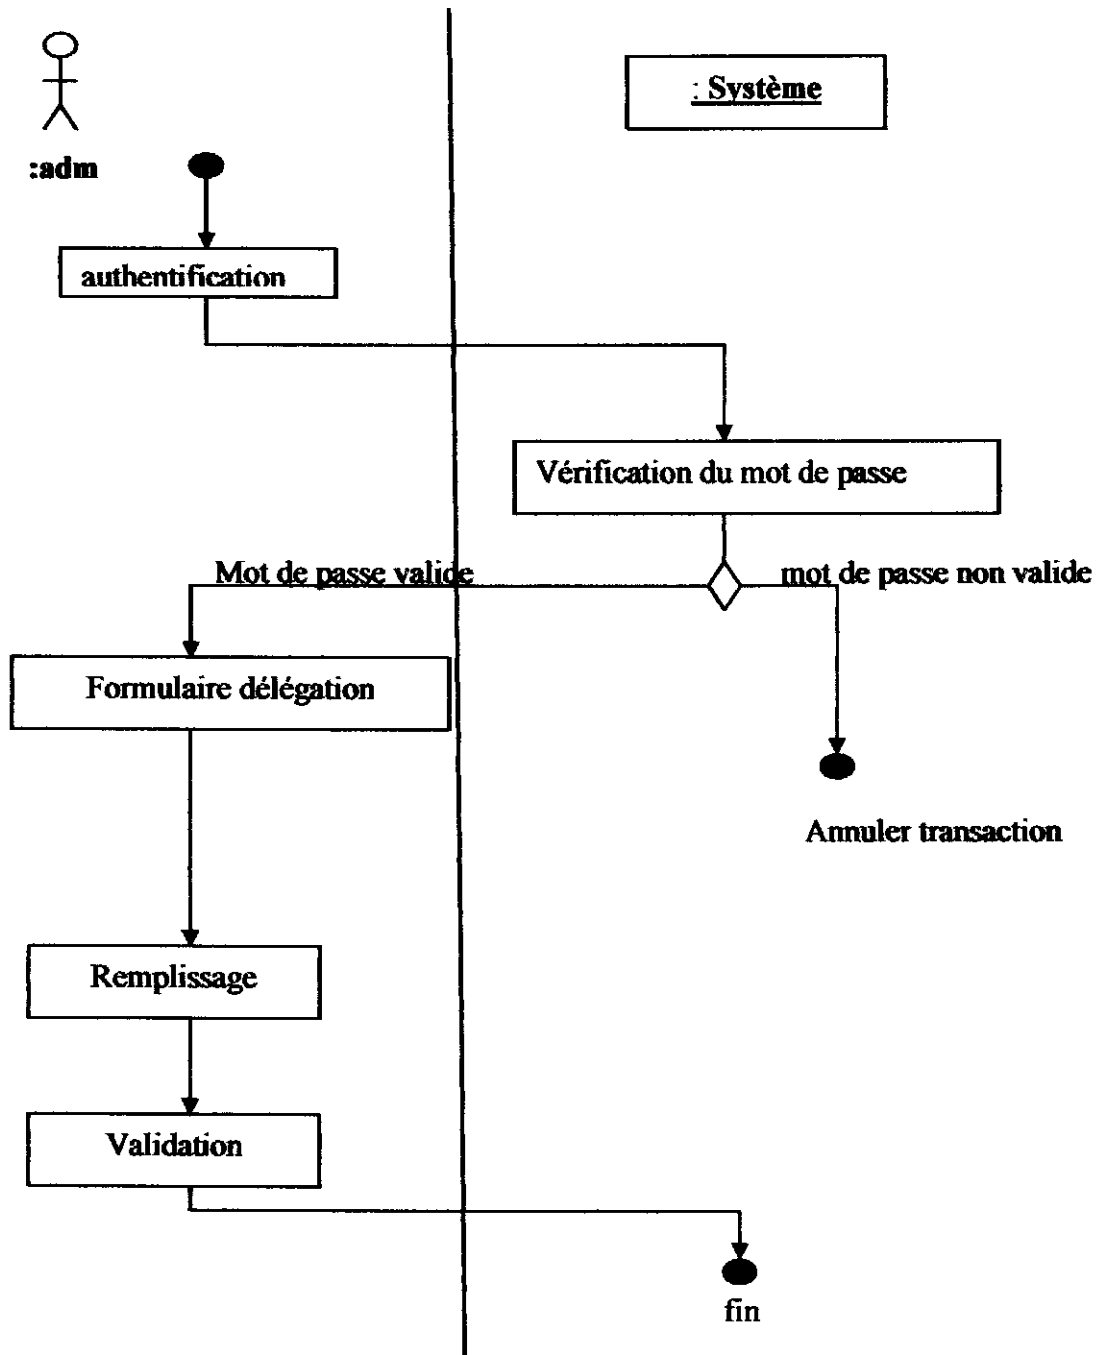 : Système
:adm
authentification
Vérification du mot de passe
Mot de passe valide
mot de passe non valide
Formulaire délégation
Annuler transaction
Remplissage
Validation
fin